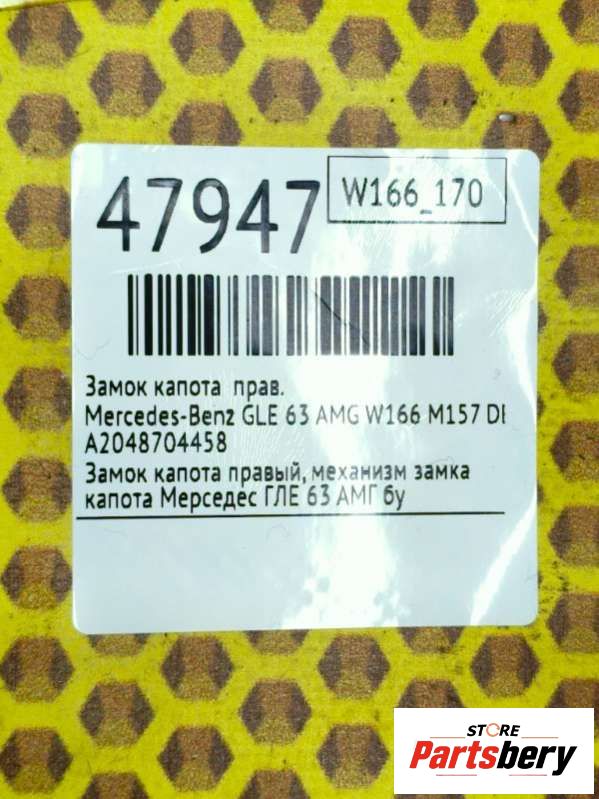 47947
W166_170
Замок капота прав.
Mercedes-Benz GLE 63 AMG W166 M157 DE
A2048704458
Замок капота правый, механизм замка
капота Мерседес ГЛЕ 63 АМГ бу
STORE
Partsbery